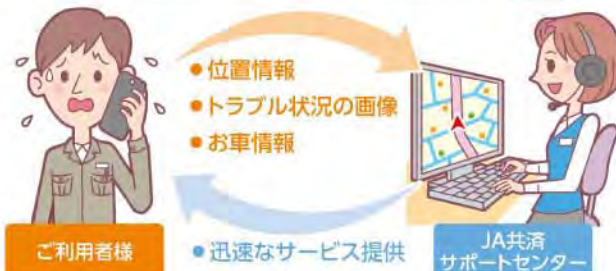 ● 位置情報
● トラブル状況の画像
● お車情報
ご利用者様
● 迅速なサービス提供
JA共済
サポートセンター